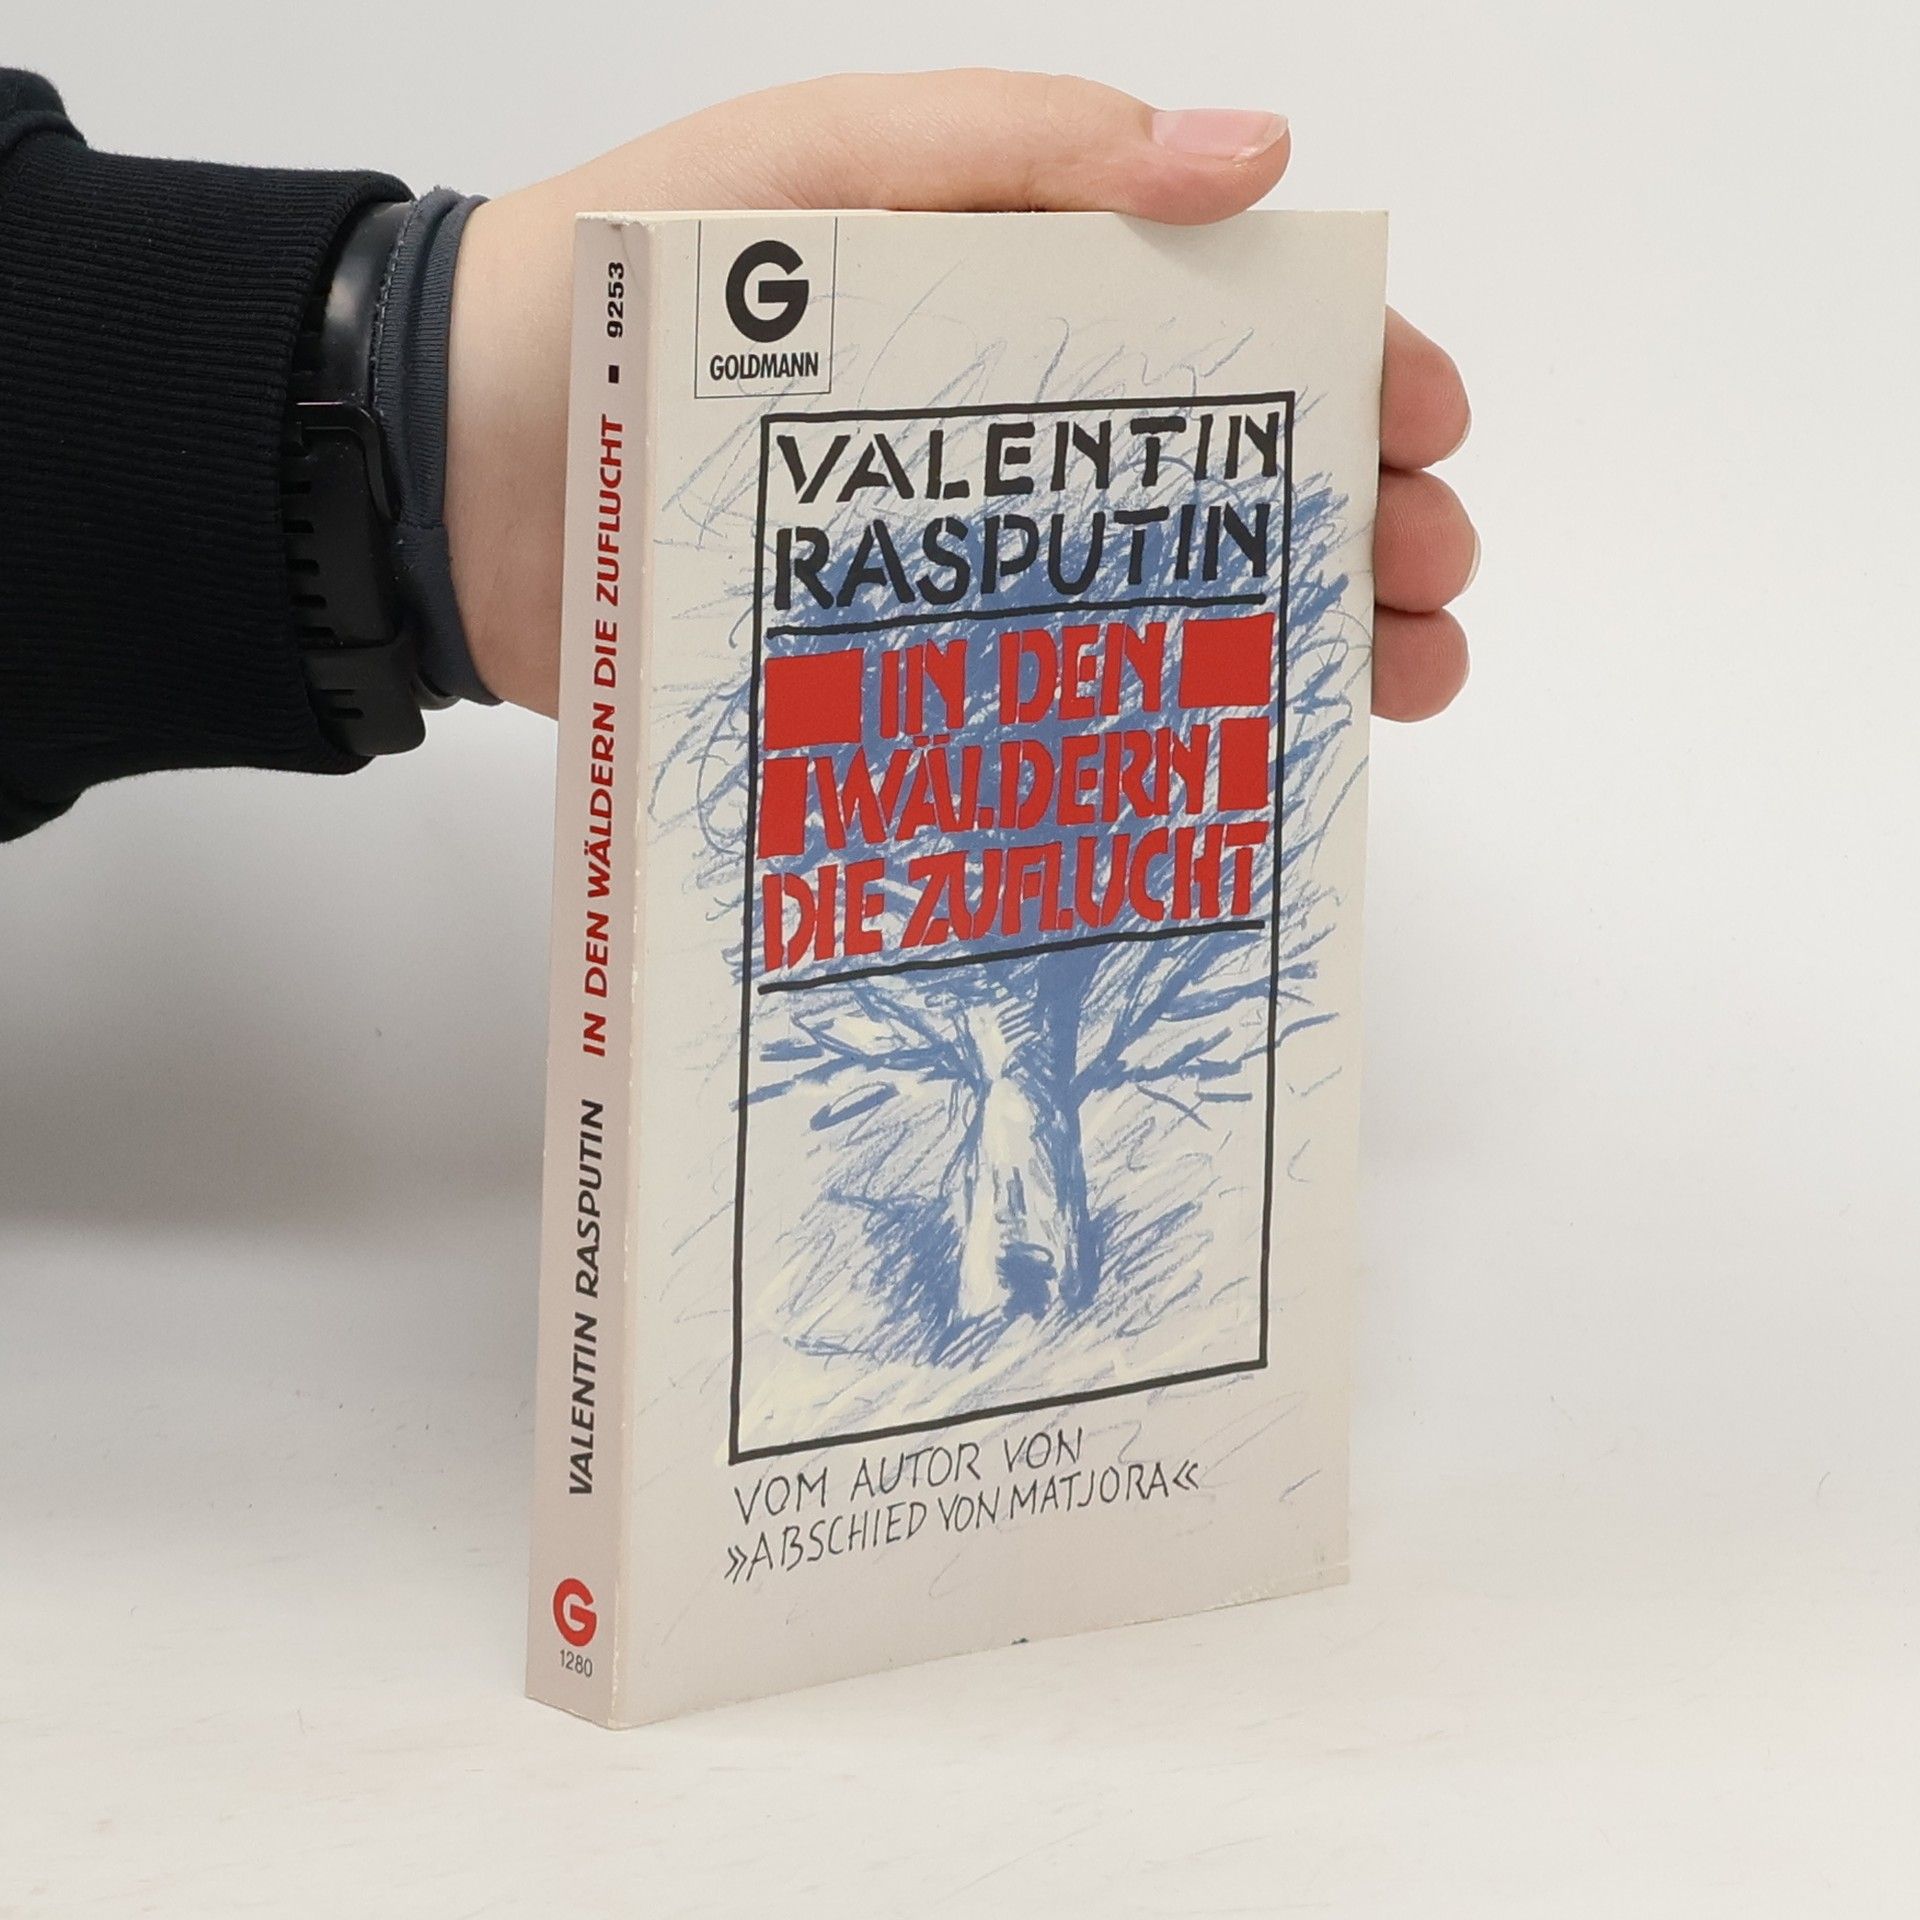 VALENTIN RASPUTIN IN DEN WÄLDERN DIE ZUFLUCHT ■ 9253
G
1280
G
GOLDMANN
VALENTIN
RASPUTIN
IN DEN
WÄLDERN
DIE ZUFLUCHT
VOM AUTOR VON
»ABSCHIED VON MATJORA«